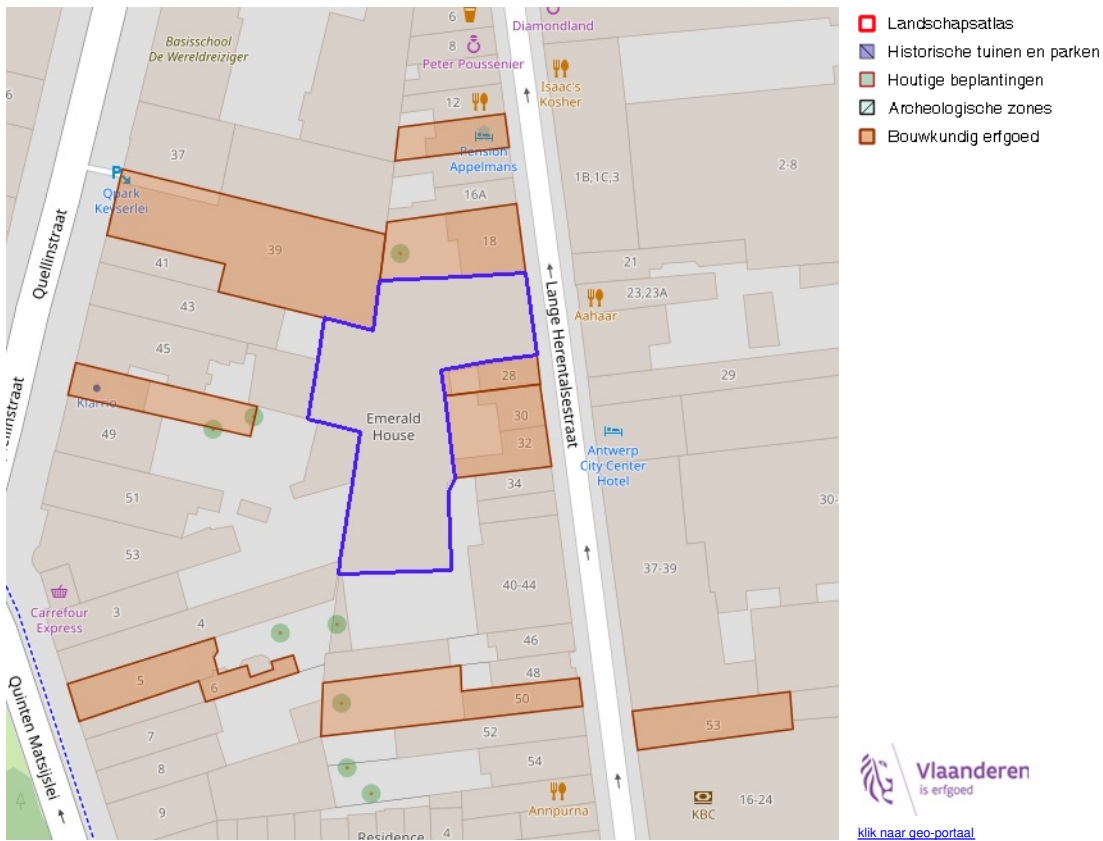 6
Diamondland
Basisschool
De Wereldreiziger
8
Peter Poussenier
Isaac's
Kosher
12
Pension
Appelmans
37
1B,1C,3
2-8
Qpark
Keyserlei
16A
Quellinstraat
39
18
41
21
43
23,23A
Aahaar
Lange Herentalsestraat
45
28
29
Klarrio
49
Emerald
House
30
32
Antwerp
City Center
Hotel
34
51
30-
53
37-39
40-44
Carrefour
Express
3
4
46
48
5
6
50
53
Quinten Matsijslei
7
52
8
54
9
Annpurna
KBC
16-24
Residence
4
Landschapsatlas
Historische tuinen en parken
Houtige beplantingen
Archeologische zones
Bouwkundig erfgoed
Vlaanderen
is erfgoed
klik naar geo-portaal